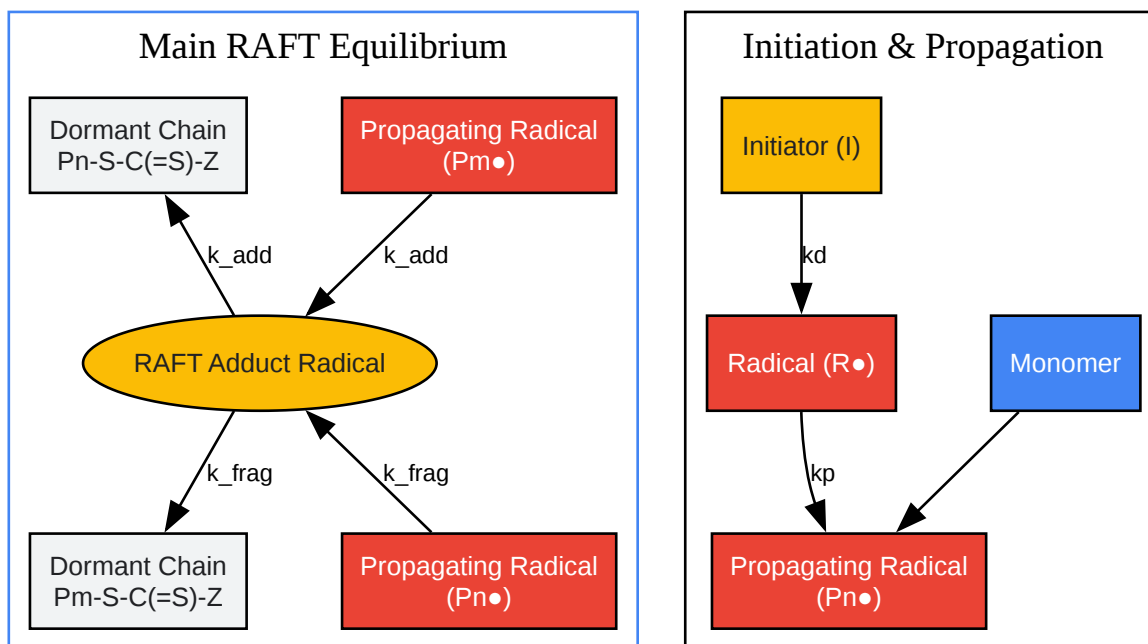 Main RAFT Equilibrium
Dormant Chain
Pn-S-C(=S)-Z
Propagating Radical
(Pm●)
k_add
k_add
RAFT Adduct Radical
k_frag
k_frag
Dormant Chain
Pm-S-C(=S)-Z
Propagating Radical
(Pn●)
Initiation & Propagation
Initiator (I)
kd
Radical (R●)
Monomer
kp
Propagating Radical
(Pn●)